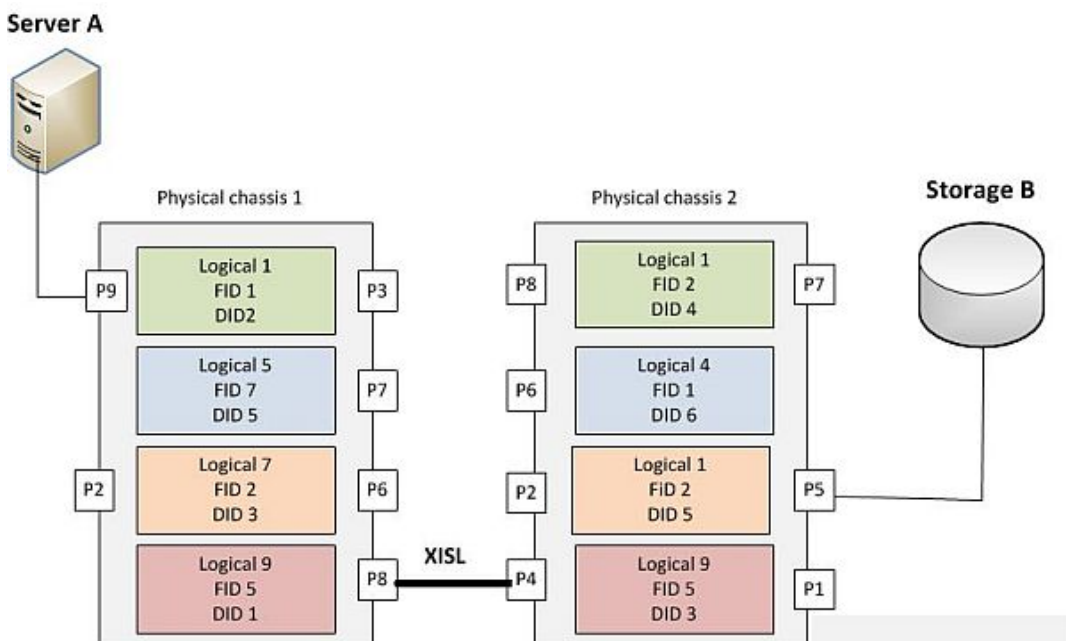 Server A
Physical chassis 1
Physical chassis 2
Storage B
P9
Logical 1
FID 1
DID2
P3
Logical 5
FID 7
DID 5
P7
P2
Logical 7
FID 2
DID 3
P6
Logical 9
FID 5
DID 1
P8
XISL
P8
Logical 1
FID 2
DID 4
P7
P6
Logical 4
FID 1
DID 6
P2
Logical 1
FiD 2
DID 5
P5
P4
Logical 9
FID 5
DID 3
P1